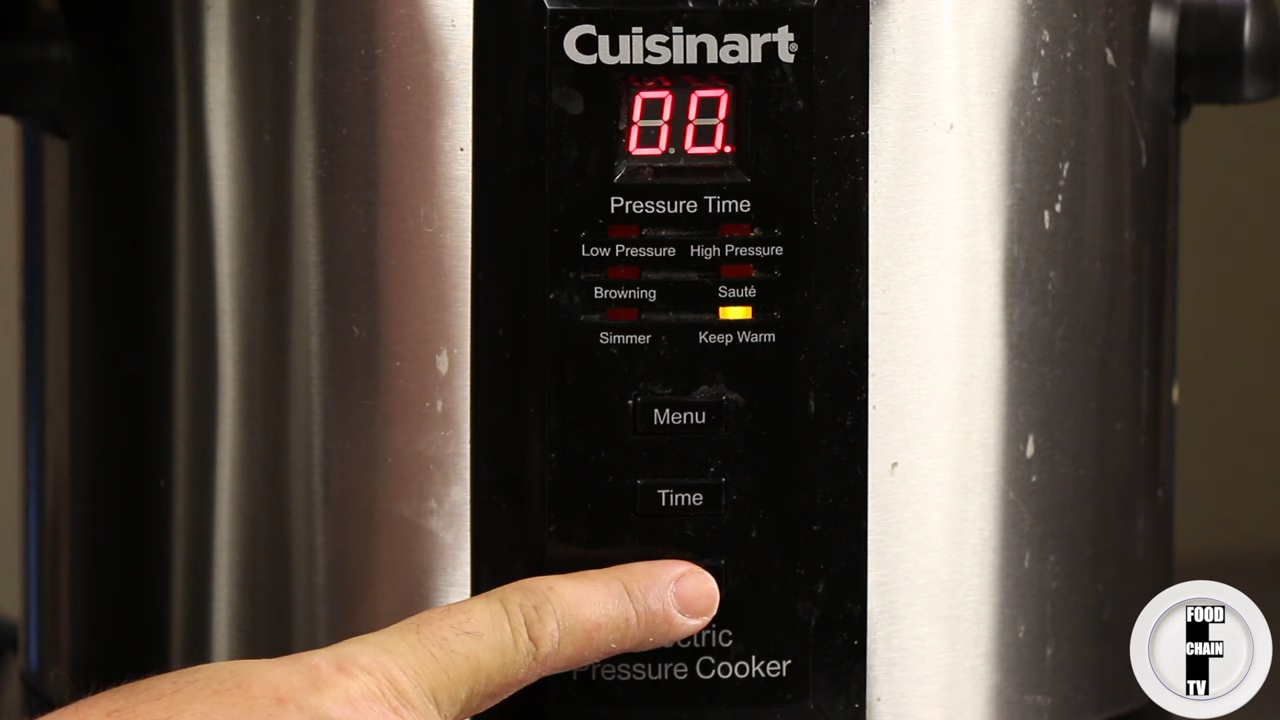 Cuisinart®
00.
Pressure Time
Low Pressure High Pressure
Browning Sauté
Simmer Keep Warm
Menu
Time
Pressure Cooker
FOOD
CHAIN
TV